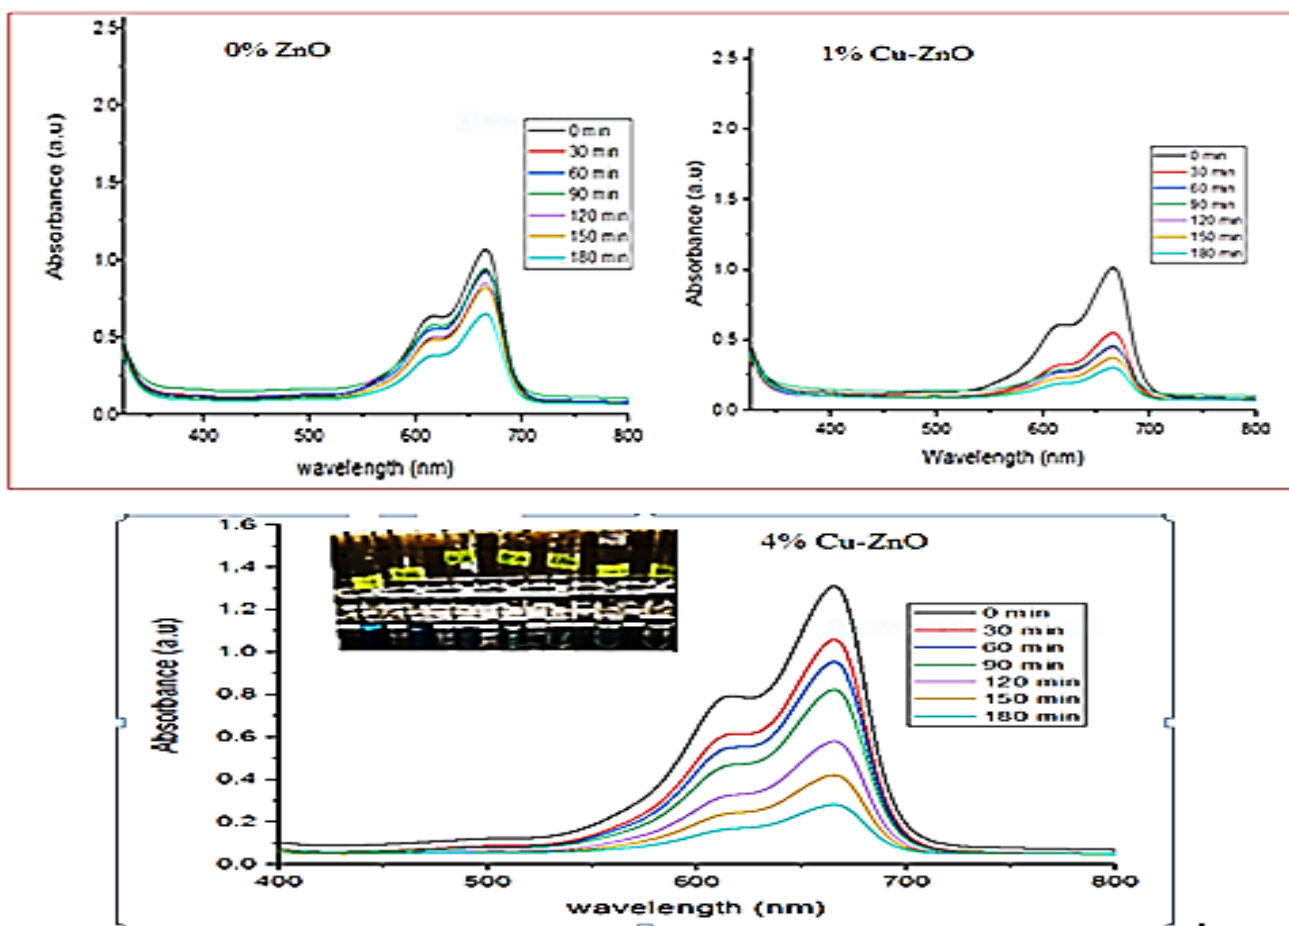 0% ZnO
2.5
2.0
1.5
1.0
0.5
0.0
Absorbance (a.u)
0 min
30 min
60 min
90 min
120 min
150 min
180 min
400 500 600 700 800
wavelength (nm)
1% Cu-ZnO
2.5
2.0
1.5
1.0
0.5
0.0
Absorbance (a.u)
0 min
30 min
60 min
90 min
120 min
150 min
180 min
400 500 600 700 800
Wavelength (nm)
4% Cu-ZnO
1.6
1.4
1.2
1.0
0.8
0.6
0.4
0.2
0.0
Absorbance (a.u)
0 min
30 min
60 min
90 min
120 min
150 min
180 min
400 500 600 700 800
wavelength (nm)